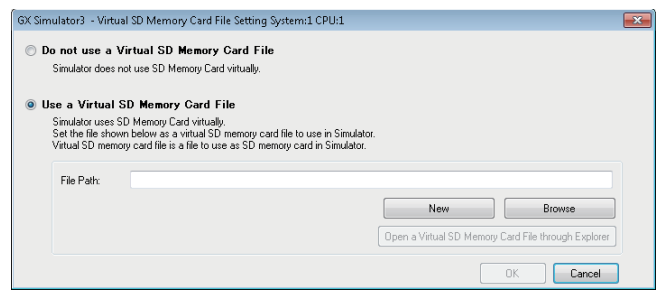 GX Simulator3 - Virtual SD Memory Card File Setting System:1 CPU:1
Do not use a Virtual SD Memory Card File
Simulator does not use SD Memory Card virtually.
Use a Virtual SD Memory Card File
Simulator uses SD Memory Card virtually.
Set the file shown below as a virtual SD memory card file to use in Simulator.
Virtual SD memory card file is a file to use as SD memory card in Simulator.
File Path:
New Browse
Open a Virtual SD Memory Card File through Explorer
OK Cancel